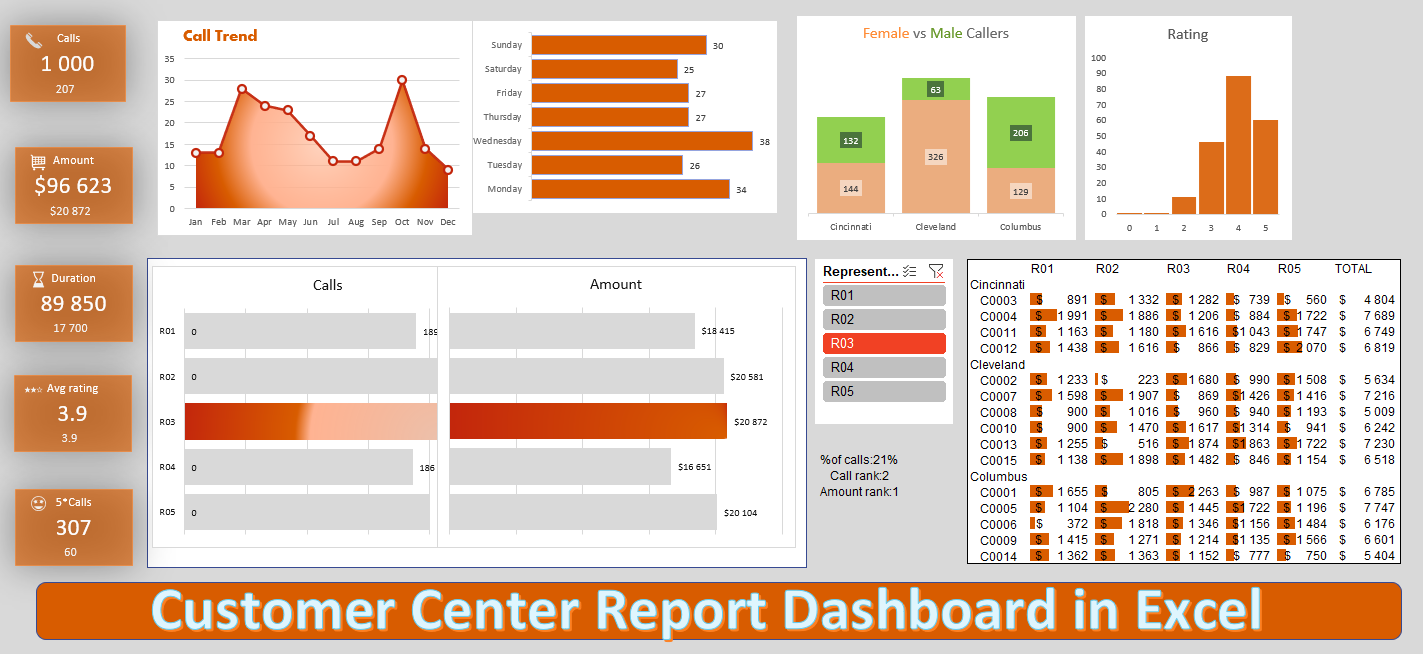 Calls
1 000
207
Amount
$96 623
$20 872
Duration
89 850
17 700
Avg rating
3.9
3.9
5*Calls
307
60
Call Trend
35
30
25
20
15
10
5
0
Jan Feb Mar Apr May Jun Jul Aug Sep Oct Nov Dec
Sunday 30
Saturday 25
Friday 27
Thursday 27
Wednesday 38
Tuesday 26
Monday 34
Female vs Male Callers
132 63 206
144 326 129
Cincinnati Cleveland Columbus
Rating
100
90
80
70
60
50
40
30
20
10
0
0 1 2 3 4 5
Calls
R01 0 189
R02 0
R03
R04 0 186
R05 0
Amount
$18 415
$20 581
$20 872
$16 651
$20 104
Represent...
R01
R02
R03
R04
R05
%of calls:21%
Call rank:2
Amount rank:1
R01 R02 R03 R04 R05 TOTAL
Cincinnati
C0003 $ 891 $ 1 332 $ 1 282 $ 739 $ 560 $ 4 804
C0004 $ 1 991 $ 1 886 $ 1 206 $ 884 $ 1 722 $ 7 689
C0011 $ 1 163 $ 1 180 $ 1 616 $ 1 043 $ 1 747 $ 6 749
C0012 $ 1 438 $ 1 616 $ 866 $ 829 $ 2 070 $ 6 819
Cleveland
C0002 $ 1 233 $ 223 $ 1 680 $ 990 $ 1 508 $ 5 634
C0007 $ 1 598 $ 1 907 $ 869 $ 1 426 $ 1 416 $ 7 216
C0008 $ 900 $ 1 016 $ 960 $ 940 $ 1 193 $ 5 009
C0010 $ 900 $ 1 470 $ 1 617 $ 1 314 $ 941 $ 6 242
C0013 $ 1 255 $ 516 $ 1 874 $ 1 863 $ 1 722 $ 7 230
C0015 $ 1 138 $ 1 898 $ 1 482 $ 846 $ 1 154 $ 6 518
Columbus
C0001 $ 1 655 $ 805 $ 2 263 $ 987 $ 1 075 $ 6 785
C0005 $ 1 104 $ 2 280 $ 1 445 $ 1 722 $ 1 196 $ 7 747
C0006 $ 372 $ 1 818 $ 1 346 $ 1 156 $ 1 484 $ 6 176
C0009 $ 1 415 $ 1 271 $ 1 214 $ 1 135 $ 1 566 $ 6 601
C0014 $ 1 362 $ 1 363 $ 1 152 $ 777 $ 750 $ 5 404
Customer Center Report Dashboard in Excel